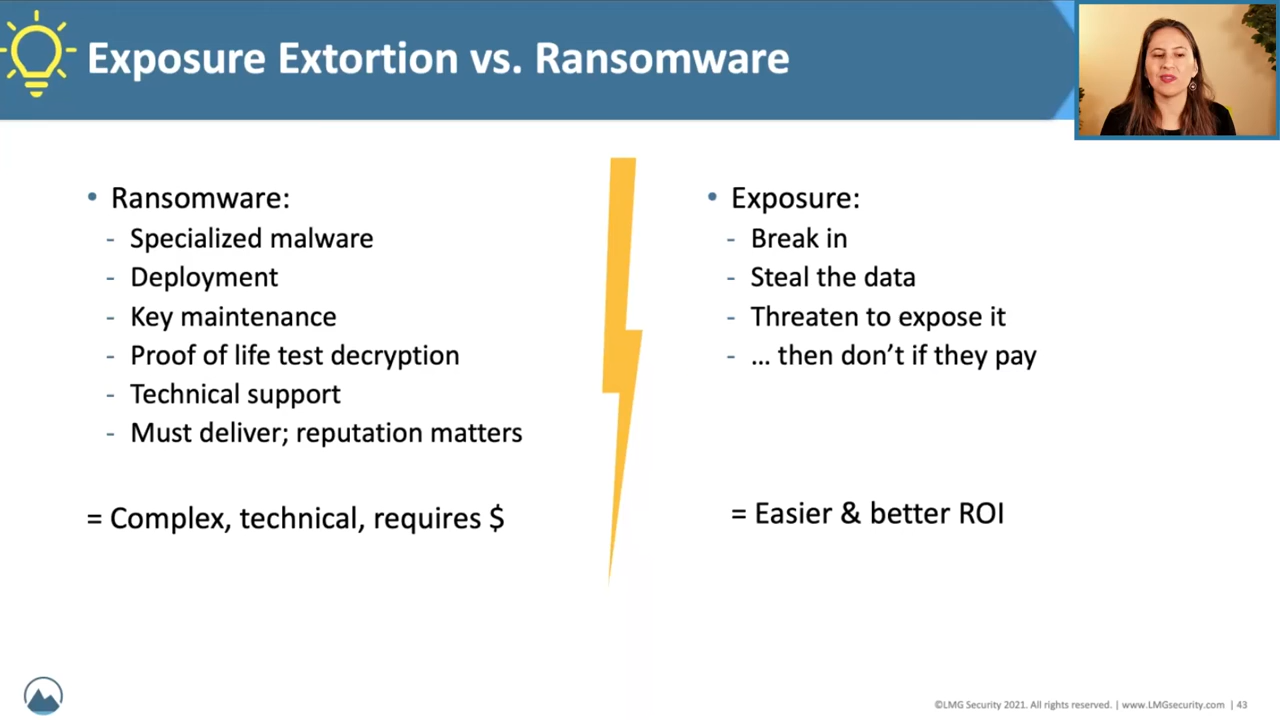 Exposure Extortion vs. Ransomware
• Ransomware:
- Specialized malware
- Deployment
- Key maintenance
- Proof of life test decryption
- Technical support
- Must deliver; reputation matters
= Complex, technical, requires $
• Exposure:
- Break in
- Steal the data
- Threaten to expose it
- … then don’t if they pay
= Easier & better ROI
©LMG Security 2021. All rights reserved. | www.LMGsecurity.com | 43